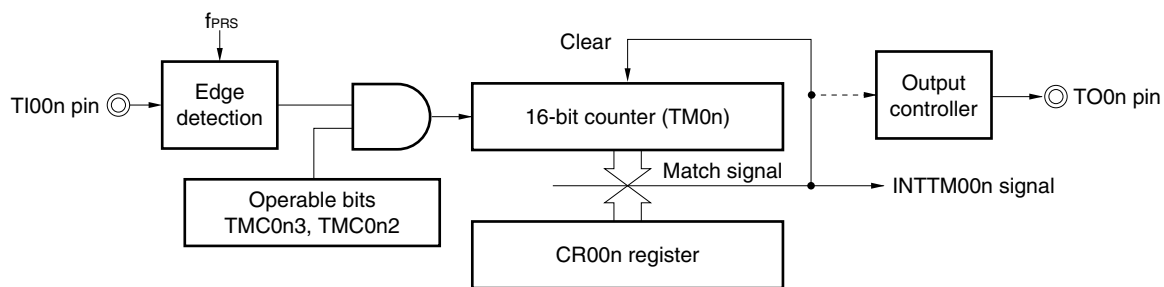 fPRS
Clear
TI00n pin
Edge
detection
16-bit counter (TM0n)
Output
controller
TO0n pin
Match signal
INTTM00n signal
Operable bits
TMC0n3, TMC0n2
CR00n register